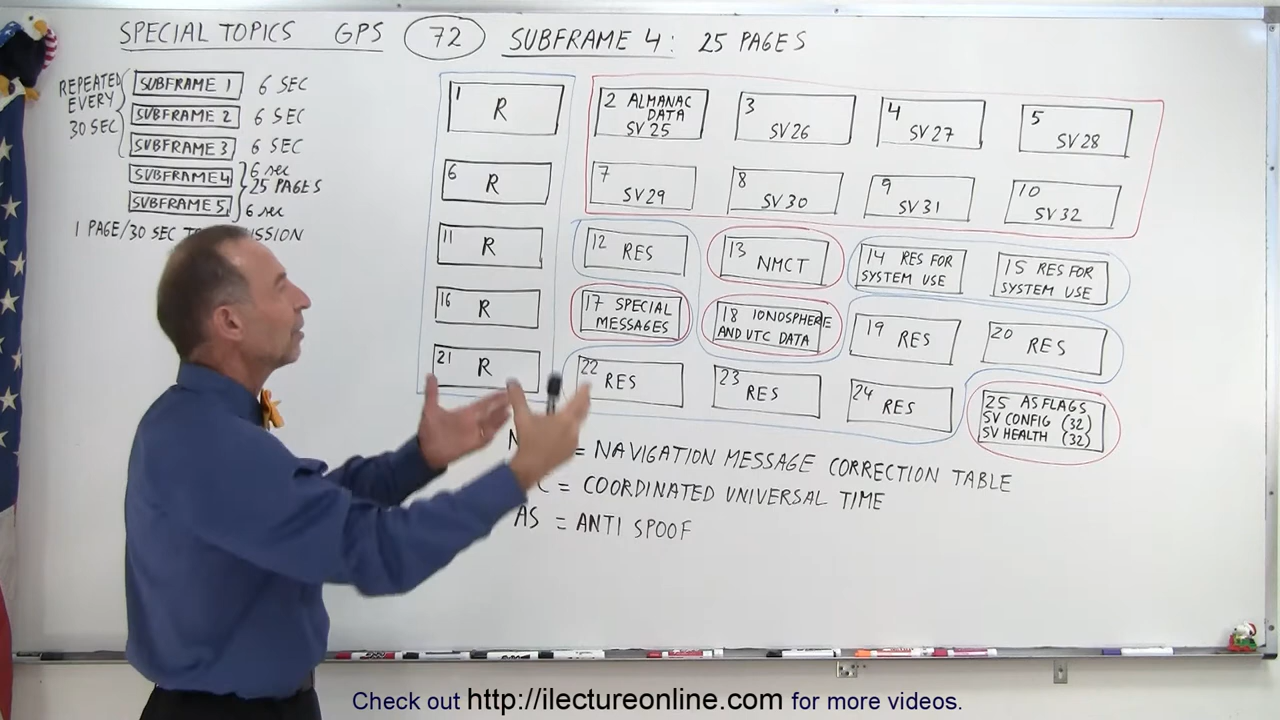 SPECIAL TOPICS GPS 72 SUBFRAME 4: 25 PAGES
REPEATED
EVERY
30 SEC
SUBFRAME 1 6 SEC
SUBFRAME 2 6 SEC
SUBFRAME 3 6 SEC
SUBFRAME 4 6 sec
25 PAGES
SUBFRAME 5 6 sec
1 PAGE/30 SEC
1 R
2 ALMANAC
DATA
SV25
3
SV26
4
SV27
5
SV28
6 R
7
SV29
8
SV30
9
SV31
10
SV32
11 R
12 RES
13
NMCT
14 RES FOR
SYSTEM USE
15 RES FOR
SYSTEM USE
16 R
17 SPECIAL
MESSAGES
18 IONOSPHERE
AND UTC DATA
19 RES
20 RES
21 R
22 RES
23 RES
24 RES
25 AS FLAGS
SV CONFIG (32)
SV HEALTH (32)
= NAVIGATION MESSAGE CORRECTION TABLE
C = COORDINATED UNIVERSAL TIME
AS = ANTI SPOOF
Check out http://ilectureonline.com for more videos.